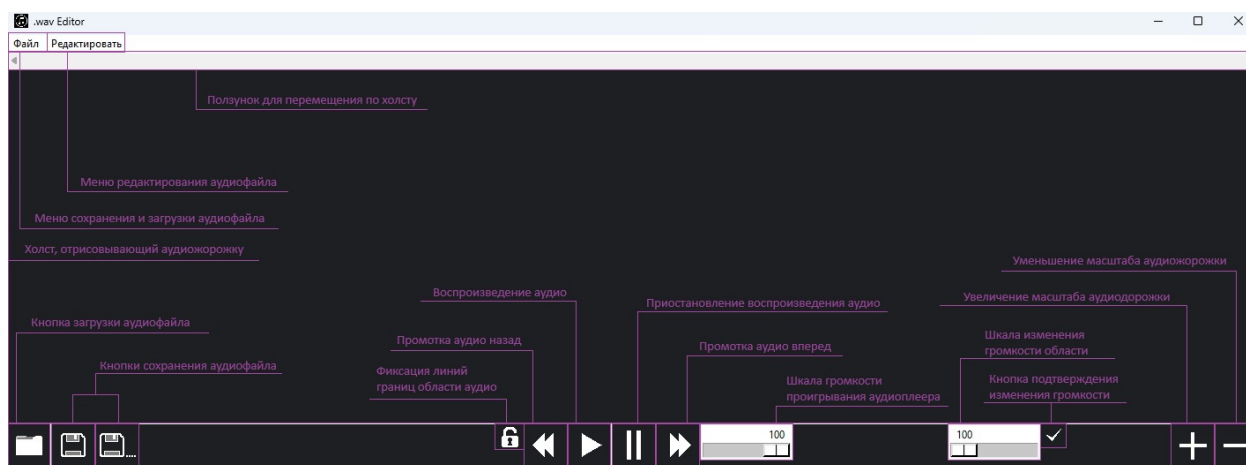 .wav Editor
Файл Редактировать
Ползунок для перемещения по холсту
Меню редактирования аудиофайла
Меню сохранения и загрузки аудиофайла
Холст, отрисовывающий аудиожорожку
Уменьшение масштаба аудиожорожки
Воспроизведение аудио
Приостановление воспроизведения аудио
Увеличение масштаба аудиодорожки
Кнопка загрузки аудиофайла
Промотка аудио назад
Промотка аудио вперед
Шкала изменения
громкости области
Кнопки сохранения аудиофайла
Фиксация линий
границ области аудио
Шкала громкости
проигрывания аудиоплеера
Кнопка подтверждения
изменения громкости
100
100